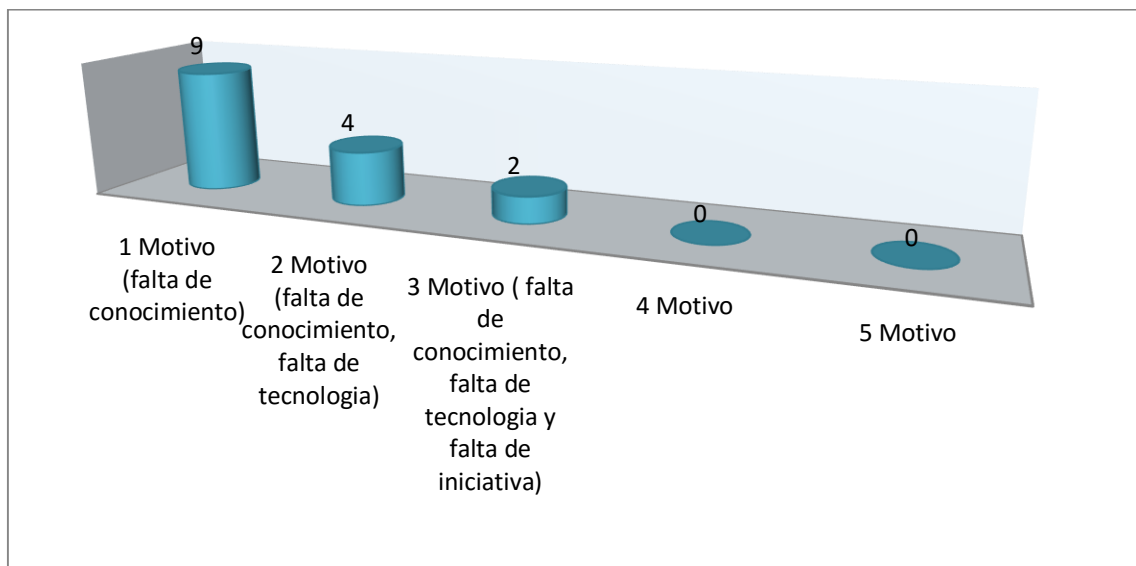 9
4
2
0
0
1 Motivo
(falta de
conocimiento)
2 Motivo
(falta de
conocimiento,
falta de
tecnologia)
3 Motivo ( falta
de
conocimiento,
falta de
tecnologia y
falta de
iniciativa)
4 Motivo
5 Motivo